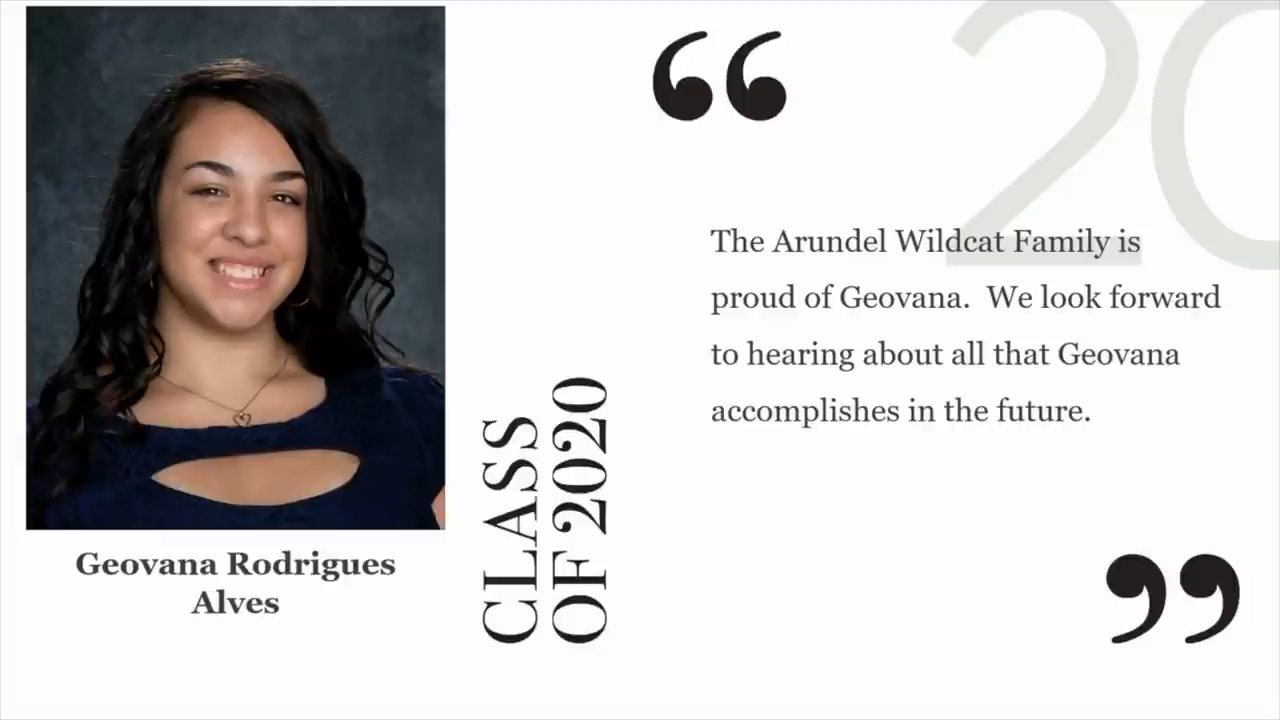 20
The Arundel Wildcat Family is
proud of Geovana.  We look forward
to hearing about all that Geovana
accomplishes in the future.
CLASS
OF 2020
Geovana Rodrigues
Alves